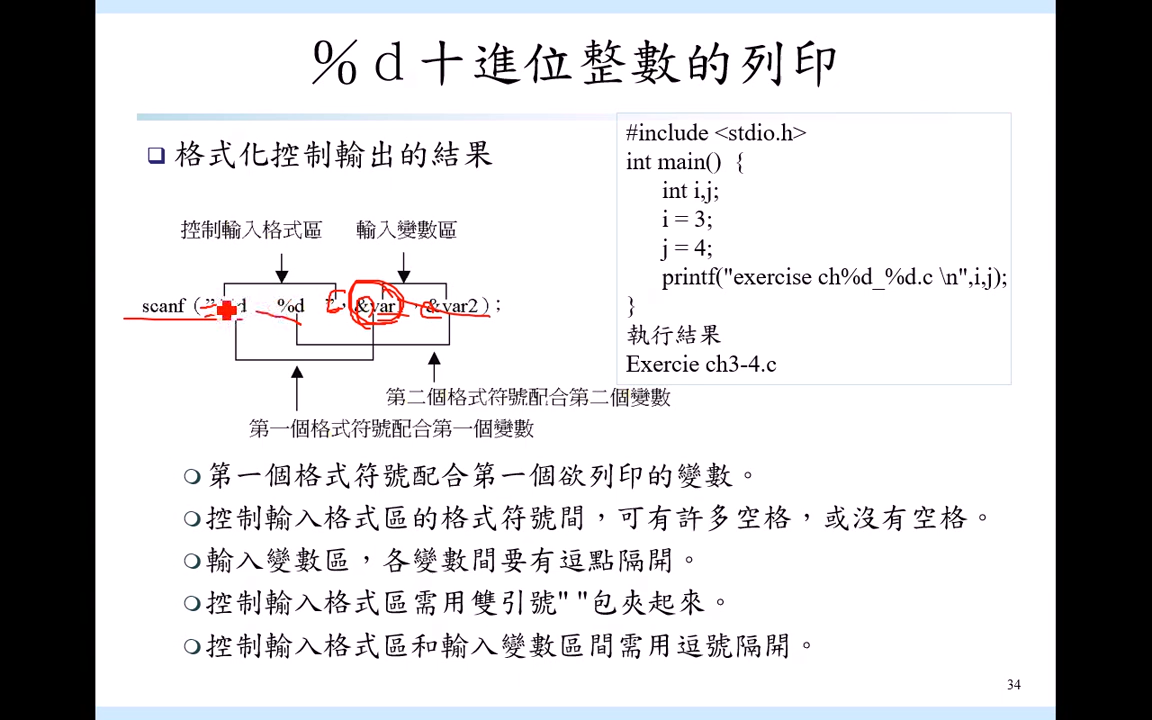 %d十進位整數的列印
❑ 格式化控制輸出的結果
控制輸入格式區 輸入變數區
scanf (" d %d ", &var , &var2) ;
第二個格式符號配合第二個變數
第一個格式符號配合第一個變數
#include <stdio.h>
int main() {
int i,j;
i = 3;
j = 4;
printf("exercise ch%d_%d.c \n",i,j);
}
執行結果
Exercie ch3-4.c
第一個格式符號配合第一個欲列印的變數。
控制輸入格式區的格式符號間，可有許多空格，或沒有空格。
輸入變數區，各變數間要有逗點隔開。
控制輸入格式區需用雙引號" "包夾起來。
控制輸入格式區和輸入變數區間需用逗號隔開。
34